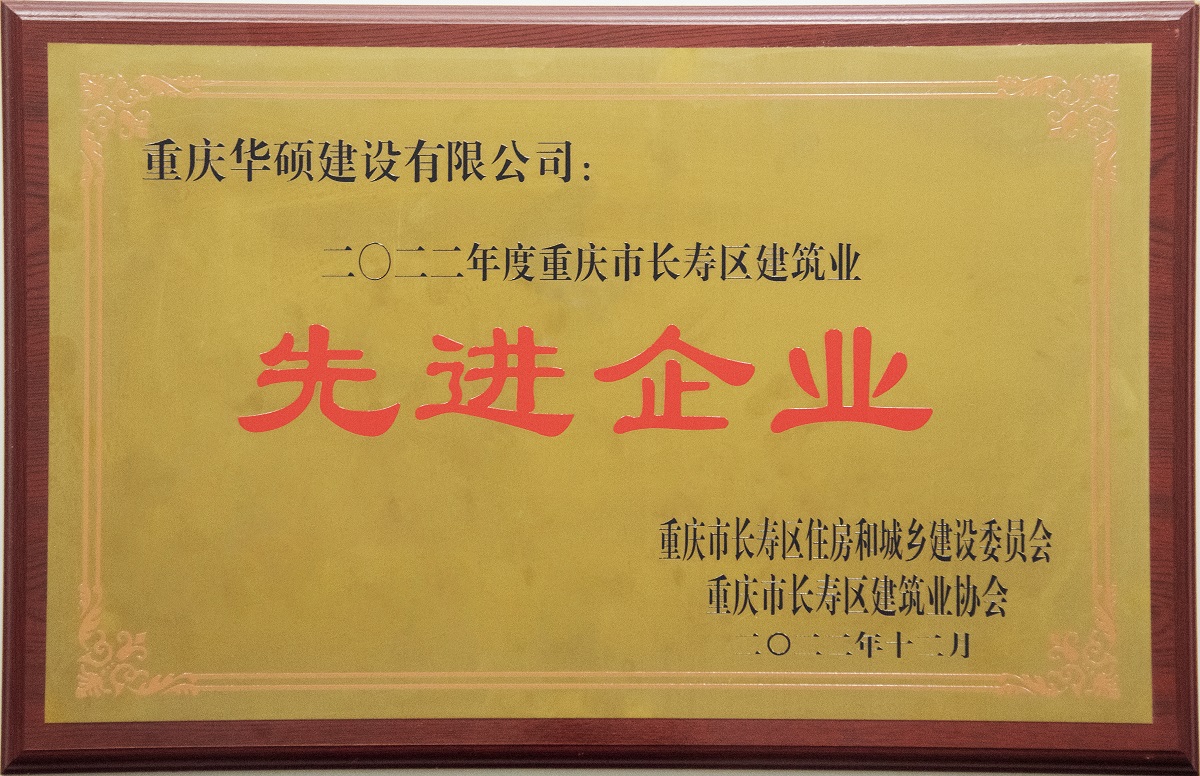 重庆华硕建设有限公司：
二〇二二年度重庆市长寿区建筑业
先进企业
重庆市长寿区住房和城乡建设委员会
重庆市长寿区建筑业协会
二〇二二年十二月